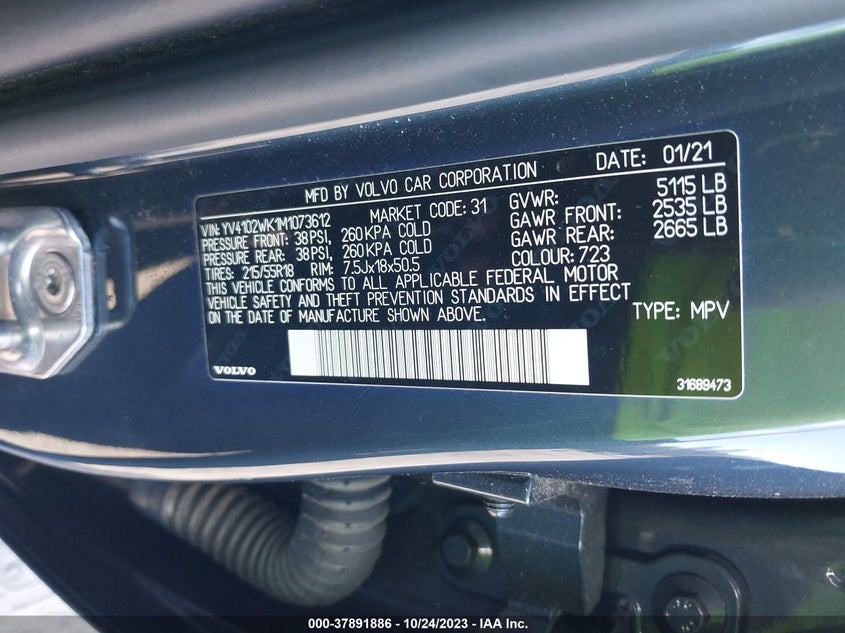 MFD BY VOLVO CAR CORPORATION DATE: 01/21
VIN: YV4102WK1M1073612 MARKET CODE: 31 GVWR: 5115 LB
PRESSURE FRONT: 38PSI, 260KPA COLD GAWR FRONT: 2535 LB
PRESSURE REAR: 38PSI, 260KPA COLD GAWR REAR: 2665 LB
TIRES: 215/55R18 RIM: 7.5Jx18x50.5 COLOUR: 723
THIS VEHICLE CONFORMS TO ALL APPLICABLE FEDERAL MOTOR
VEHICLE SAFETY AND THEFT PREVENTION STANDARDS IN EFFECT
ON THE DATE OF MANUFACTURE SHOWN ABOVE. TYPE: MPV
VOLVO 31689473
000-37891886 - 10/24/2023 - IAA Inc.